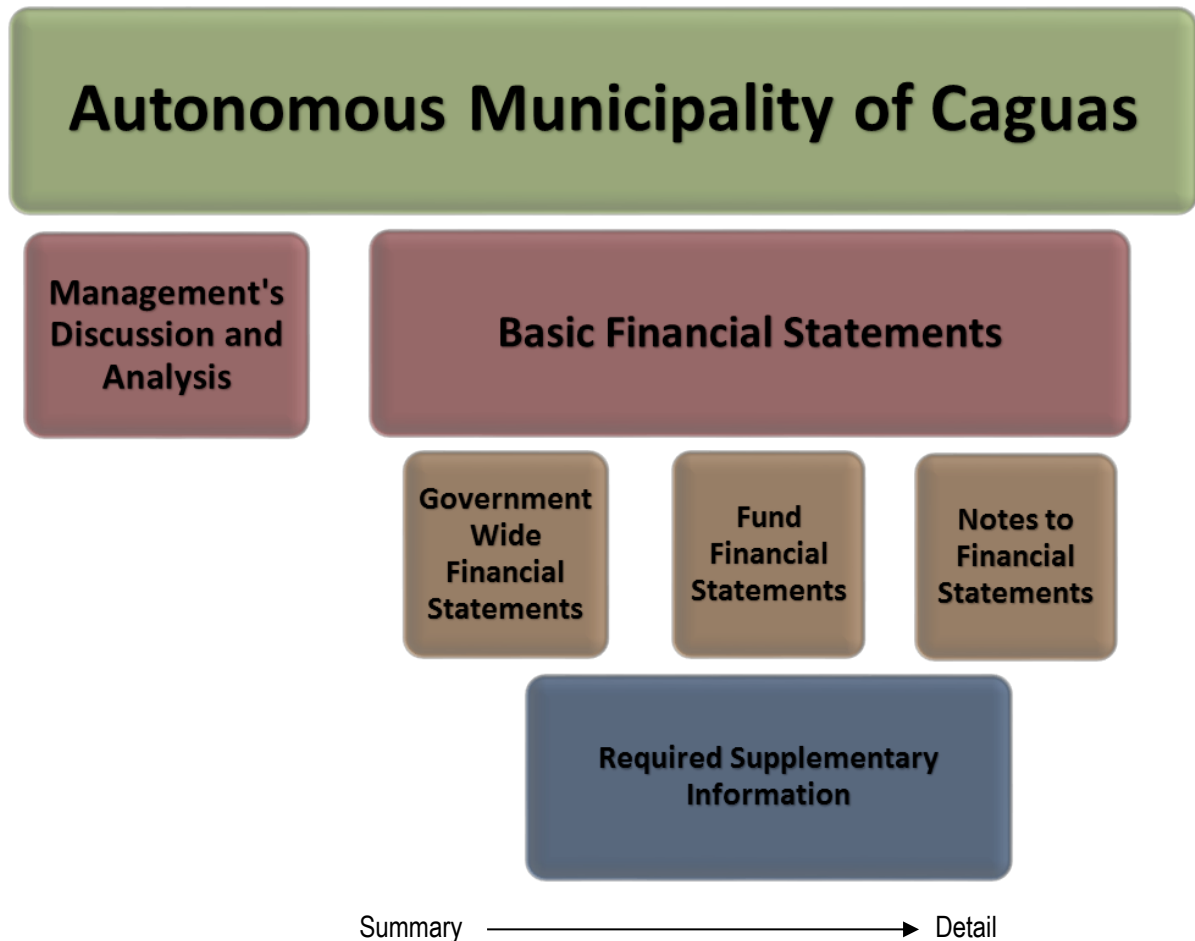 Autonomous Municipality of Caguas
Management's
Discussion and
Analysis
Basic Financial Statements
Government
Wide
Financial
Statements
Fund
Financial
Statements
Notes to
Financial
Statements
Required Supplementary
Information
Summary
Detail